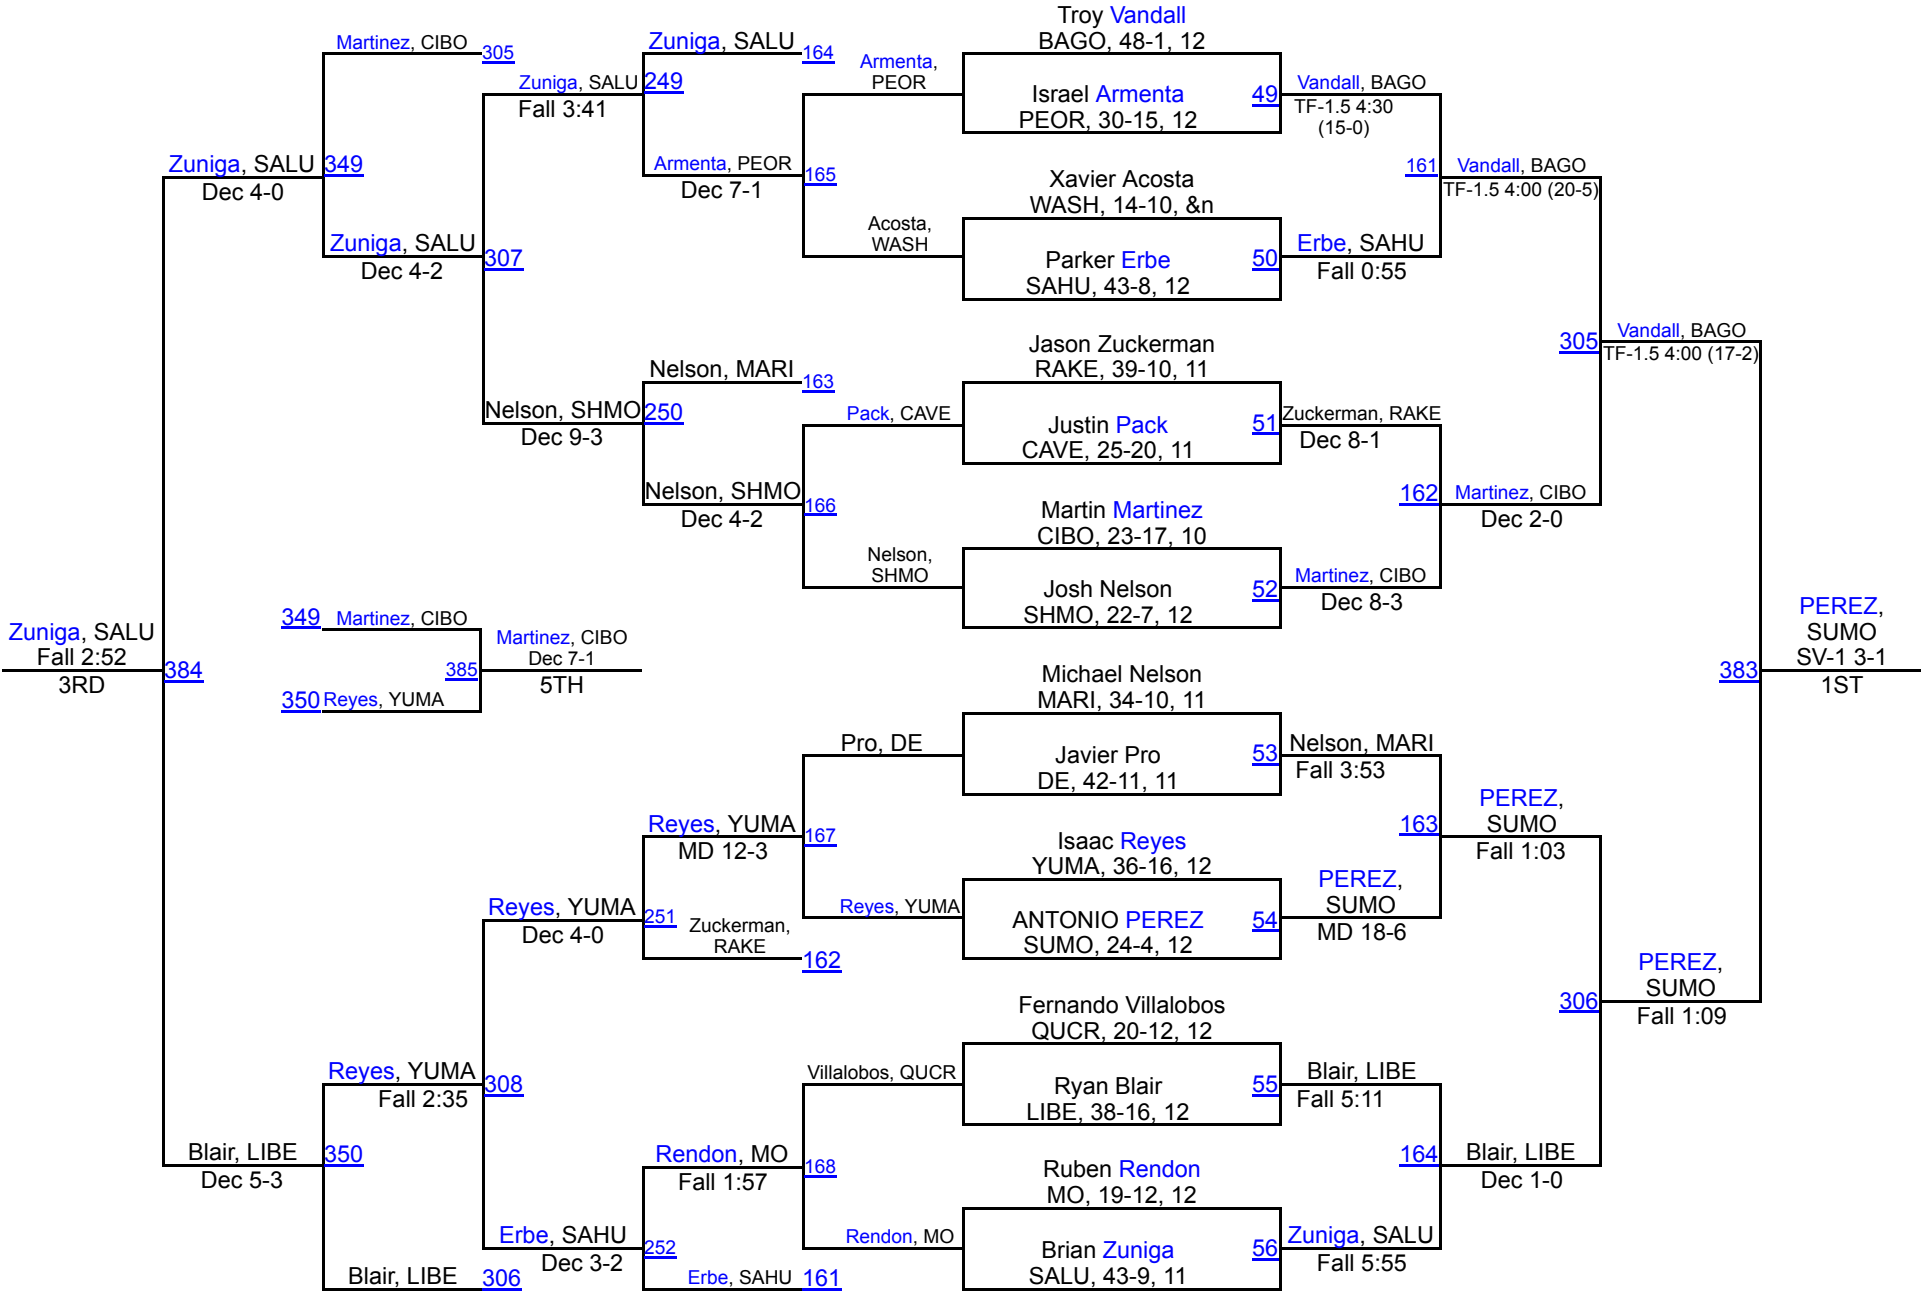 Troy Vandall
BAGO, 48-1, 12
Israel Armenta
PEOR, 30-15, 12
49
Xavier Acosta
WASH, 14-10, &n
Parker Erbe
SAHU, 43-8, 12
50
Jason Zuckerman
RAKE, 39-10, 11
Justin Pack
CAVE, 25-20, 11
51
Martin Martinez
CIBO, 23-17, 10
Josh Nelson
SHMO, 22-7, 12
52
Michael Nelson
MARI, 34-10, 11
Javier Pro
DE, 42-11, 11
53
Isaac Reyes
YUMA, 36-16, 12
ANTONIO PEREZ
SUMO, 24-4, 12
54
Fernando Villalobos
QUCR, 20-12, 12
Ryan Blair
LIBE, 38-16, 12
55
Ruben Rendon
MO, 19-12, 12
Brian Zuniga
SALU, 43-9, 11
56
Vandall, BAGO
TF-1.5 4:30
(15-0)
161
Erbe, SAHU
Fall 0:55
Zuckerman, RAKE
Dec 8-1
162
Martinez, CIBO
Dec 8-3
Nelson, MARI
Fall 3:53
163
PEREZ,
SUMO
MD 18-6
Blair, LIBE
Fall 5:11
164
Zuniga, SALU
Fall 5:55
Vandall, BAGO
TF-1.5 4:00 (20-5)
305
Martinez, CIBO
Dec 2-0
PEREZ,
SUMO
Fall 1:03
306
Blair, LIBE
Dec 1-0
Vandall, BAGO
TF-1.5 4:00 (17-2)
383
PEREZ,
SUMO
Fall 1:09
PEREZ,
SUMO
SV-1 3-1
1ST
Armenta,
PEOR
165
Acosta,
WASH
Pack, CAVE
166
Nelson,
SHMO
Pro, DE
167
Reyes, YUMA
Villalobos, QUCR
168
Rendon, MO
Zuniga, SALU
164
249
Armenta, PEOR
Dec 7-1
Nelson, MARI
163
250
Nelson, SHMO
Dec 4-2
Reyes, YUMA
MD 12-3
251
Zuckerman,
RAKE
162
Rendon, MO
Fall 1:57
252
Erbe, SAHU
161
Zuniga, SALU
Fall 3:41
307
Nelson, SHMO
Dec 9-3
Reyes, YUMA
Dec 4-0
308
Erbe, SAHU
Dec 3-2
Martinez, CIBO
305
349
Zuniga, SALU
Dec 4-2
Reyes, YUMA
Fall 2:35
350
Blair, LIBE
306
Zuniga, SALU
Dec 4-0
384
Blair, LIBE
Dec 5-3
Zuniga, SALU
Fall 2:52
3RD
349
Martinez, CIBO
385
350
Reyes, YUMA
Martinez, CIBO
Dec 7-1
5TH